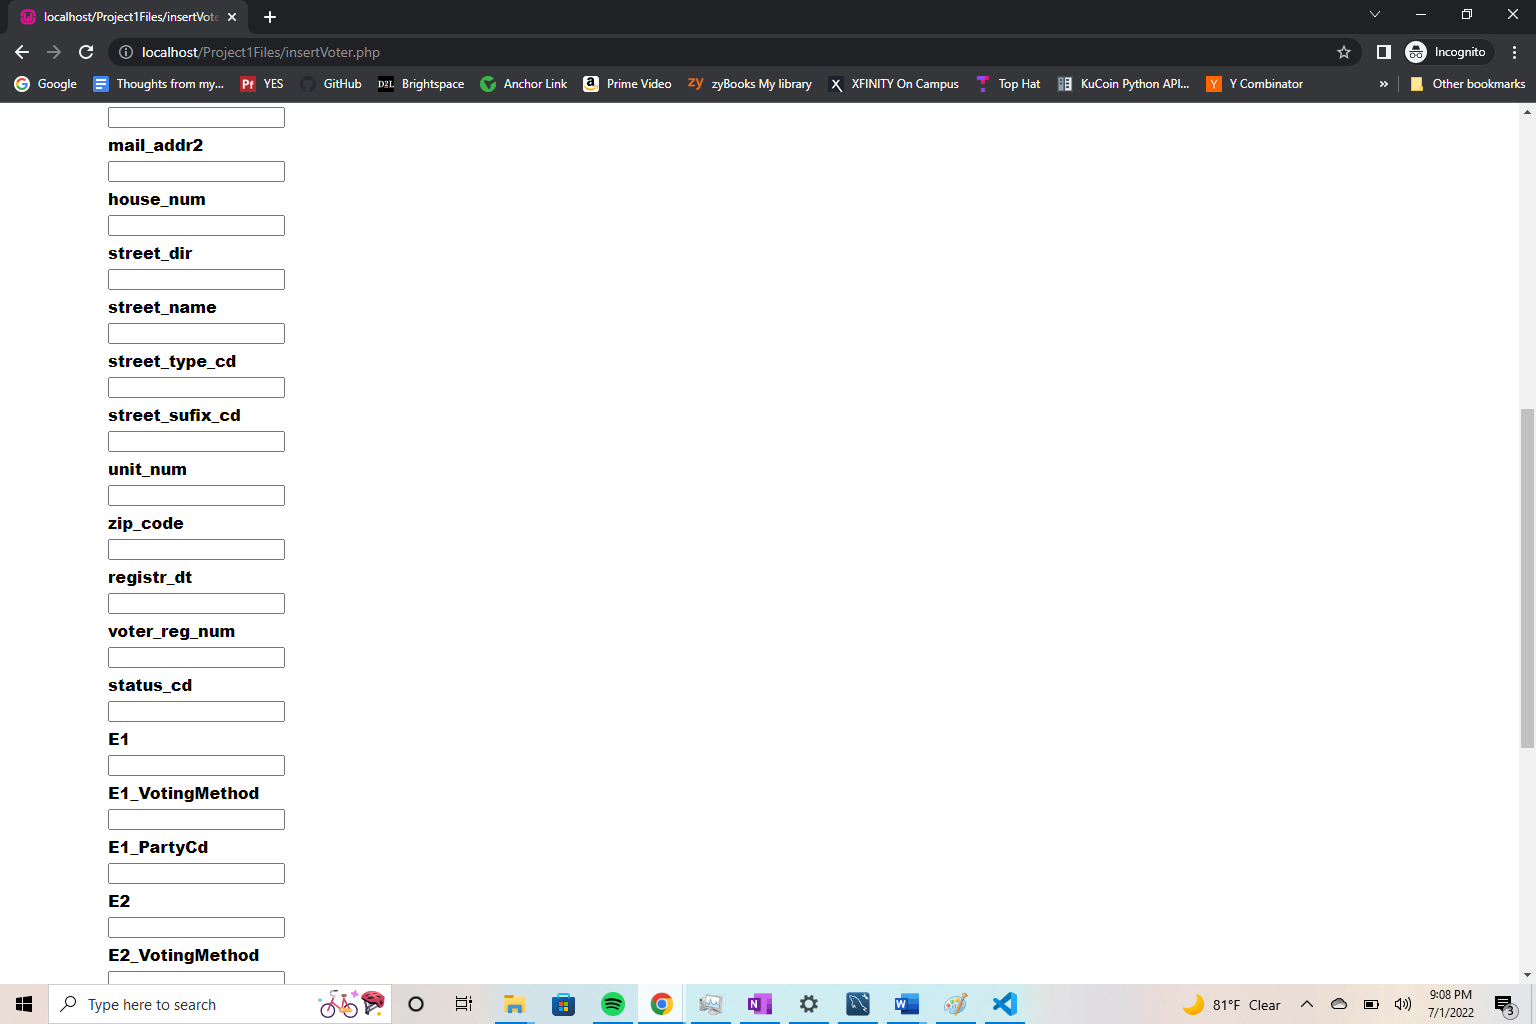 localhost/Project1Files/insertVote
localhost/Project1Files/insertVoter.php
Incognito
Google
Thoughts from my...
Pf YES
GitHub
D2L Brightspace
Anchor Link
a Prime Video
zy zyBooks My library
X XFINITY On Campus
Top Hat
KuCoin Python API...
Y Y Combinator
»
Other bookmarks
mail_addr2
house_num
street_dir
street_name
street_type_cd
street_sufix_cd
unit_num
zip_code
registr_dt
voter_reg_num
status_cd
E1
E1_VotingMethod
E1_PartyCd
E2
E2_VotingMethod
Type here to search
81°F Clear
9:08 PM
7/1/2022
3